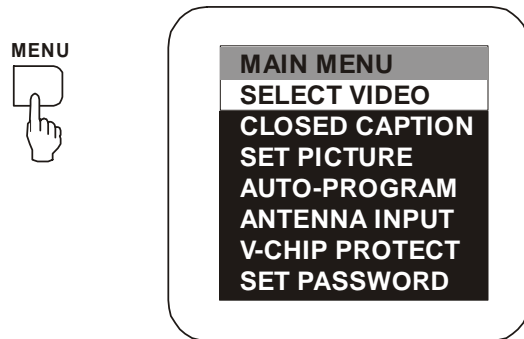 MENU
MAIN MENU
SELECT VIDEO
CLOSED CAPTION
SET PICTURE
AUTO-PROGRAM
ANTENNA INPUT
V-CHIP PROTECT
SET PASSWORD